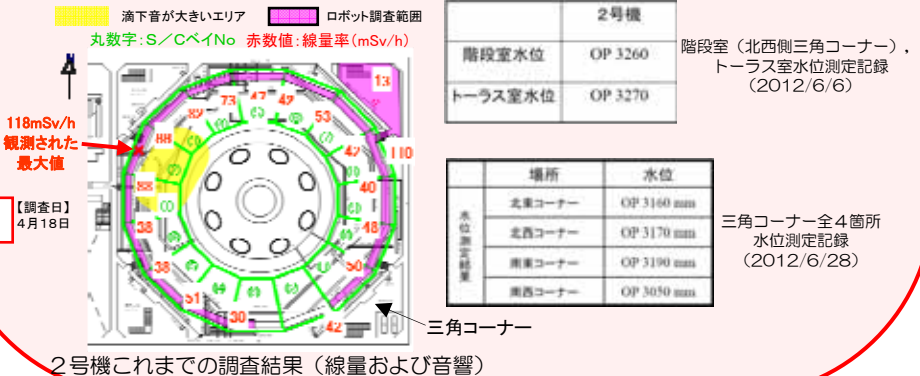 滴下音が大きいエリア
ロボット調査範囲
丸数字：S／CベイNo 赤数値：線量率(mSv/h)
118mSv/h
観測された
最大値
【調査日】
4月18日
13
73
47
42
82
53
88
42
110
88
40
38
48
38
50
51
30
42
三角コーナー
２号機これまでの調査結果（線量および音響）
2号機
階段室水位 OP 3260
トーラス室水位 OP 3270
階段室（北西側三角コーナー），
トーラス室水位測定記録
（2012/6/6）
水位測定結果
場所 水位
北東コーナー OP 3160 mm
北西コーナー OP 3170 mm
南東コーナー OP 3190 mm
南西コーナー OP 3050 mm
三角コーナー全４箇所
水位測定記録
（2012/6/28）